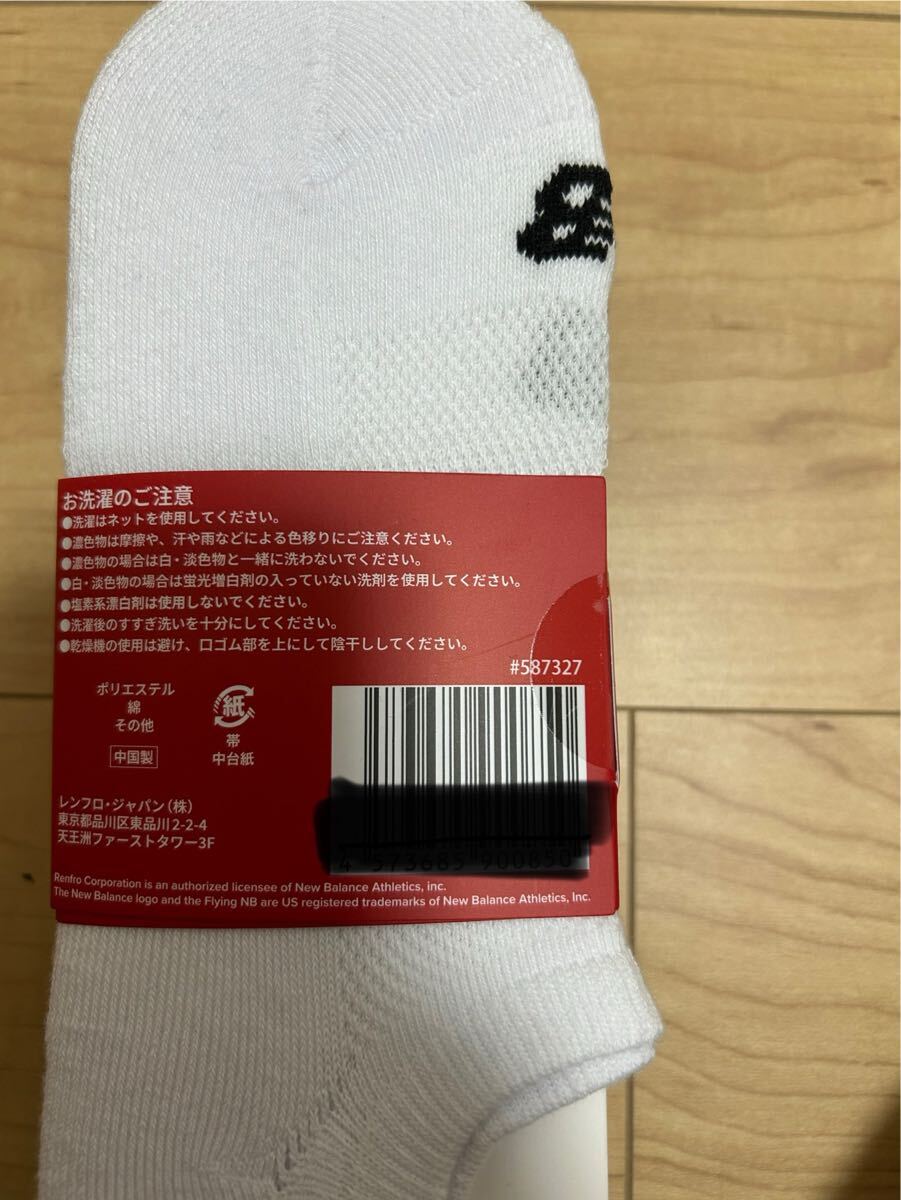 お洗濯のご注意
●洗濯はネットを使用してください。
●濃色物は摩擦や、汗や雨などによる色移りにご注意ください。
●濃色物の場合は白・淡色物と一緒に洗わないでください。
●白・淡色物の場合は蛍光増白剤の入っていない洗剤を使用してください。
●塩素系漂白剤は使用しないでください。
●洗濯後のすすぎ洗いを十分にしてください。
●乾燥機の使用は避け、口ゴム部を上にして陰干ししてください。
#587327
ポリエステル
綿
その他
中国製
紙
帯
中台紙
レンフロ・ジャパン(株)
東京都品川区東品川2-2-4
天王洲ファーストタワー3F
4 573685 900850
Renfro Corporation is an authorized licensee of New Balance Athletics, inc.
The New Balance logo and the Flying NB are US registered trademarks of New Balance Athletics, Inc.